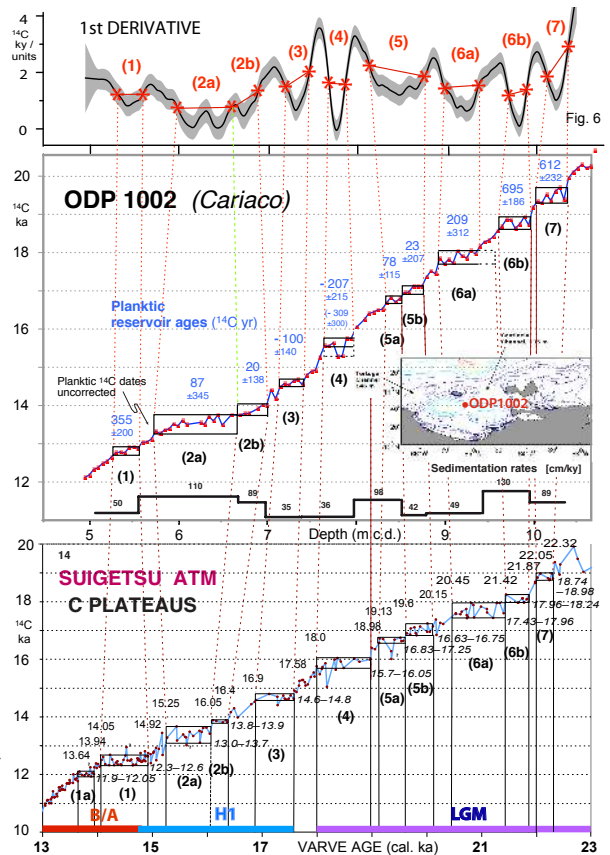 4
¹⁴C
ky /
units
2
0
1st DERIVATIVE
(1)
(2a)
(2b)
(3)
(4)
(5)
(6a)
(6b)
(7)
Fig. 6
20
¹⁴C
ka
18
16
14
12
ODP 1002 (Cariaco)
Planktic
reservoir ages (¹⁴C yr)
Planktic ¹⁴C dates
uncorrected
355
±200
87
±345
20
±138
- 100
±140
- 207
±215
(- 309
±300)
78
±115
23
±207
209
±312
695
±186
612
±232
(1)
(2a)
(2b)
(3)
(4)
(5a)
(5b)
(6a)
(6b)
(7)
ODP1002
Sedimentation rates [cm/ky]
50
110
89
35
36
98
42
49
130
89
5
6
7
8
9
10
Depth (m c.d.)
14
SUIGETSU ATM
C PLATEAUS
20
¹⁴C
ka
18
16
14
12
10
13.64
13.94
14.05
14.92
15.25
16.05
16.4
16.9
17.58
18.0
18.98
19.13
19.6
20.15
20.45
21.42
21.87
22.05
22.32
11.9–12.05
12.3–12.6
13.0–13.7
13.8–13.9
14.6–14.8
15.7–16.05
16.83–17.25
16.63–16.75
17.43–17.96
17.96–18.24
18.74
–18.98
(1a)
(1)
(2a)
(2b)
(3)
(4)
(5a)
(5b)
(6a)
(6b)
(7)
B/A
H1
LGM
13
15
17
19
21
23
VARVE AGE (cal. ka)